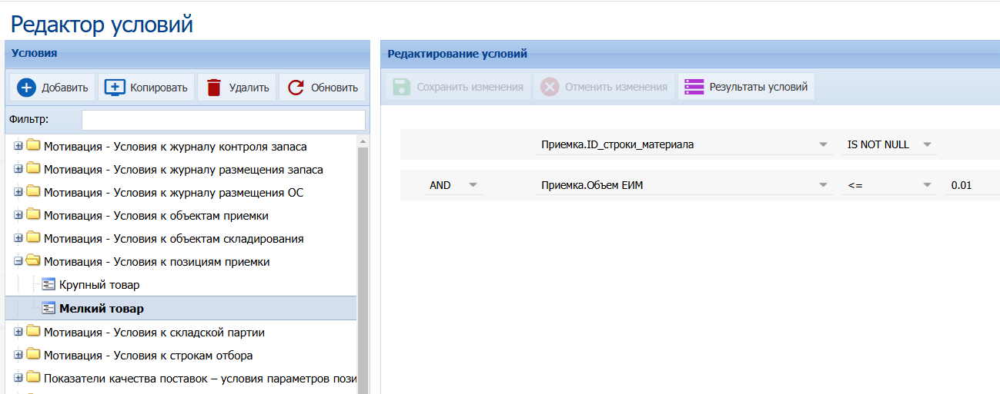 Редактор условий
Условия
Добавить Копировать Удалить Обновить
Фильтр:
Мотивация - Условия к журналу контроля запаса
Мотивация - Условия к журналу размещения запаса
Мотивация - Условия к журналу размещения ОС
Мотивация - Условия к объектам приемки
Мотивация - Условия к объектам складирования
Мотивация - Условия к позициям приемки
Крупный товар
Мелкий товар
Мотивация - Условия к складской партии
Мотивация - Условия к строкам отбора
Показатели качества поставок – условия параметров пози
Редактирование условий
Сохранить изменения Отменить изменения Результаты условий
Приемка.ID_строки_материала IS NOT NULL
AND Приемка.Объем ЕИМ <= 0.01